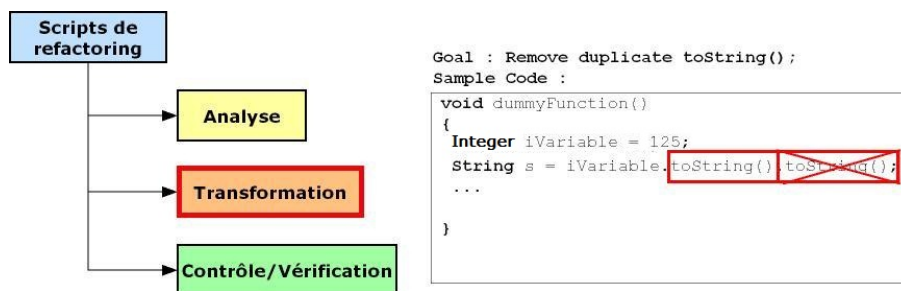 Scripts de
refactoring
Analyse
Transformation
Contrôle/Vérification
Goal : Remove duplicate toString();
Sample Code :
void dummyFunction()
{
Integer iVariable = 125;
String s = iVariable.toString().toString();
...
}